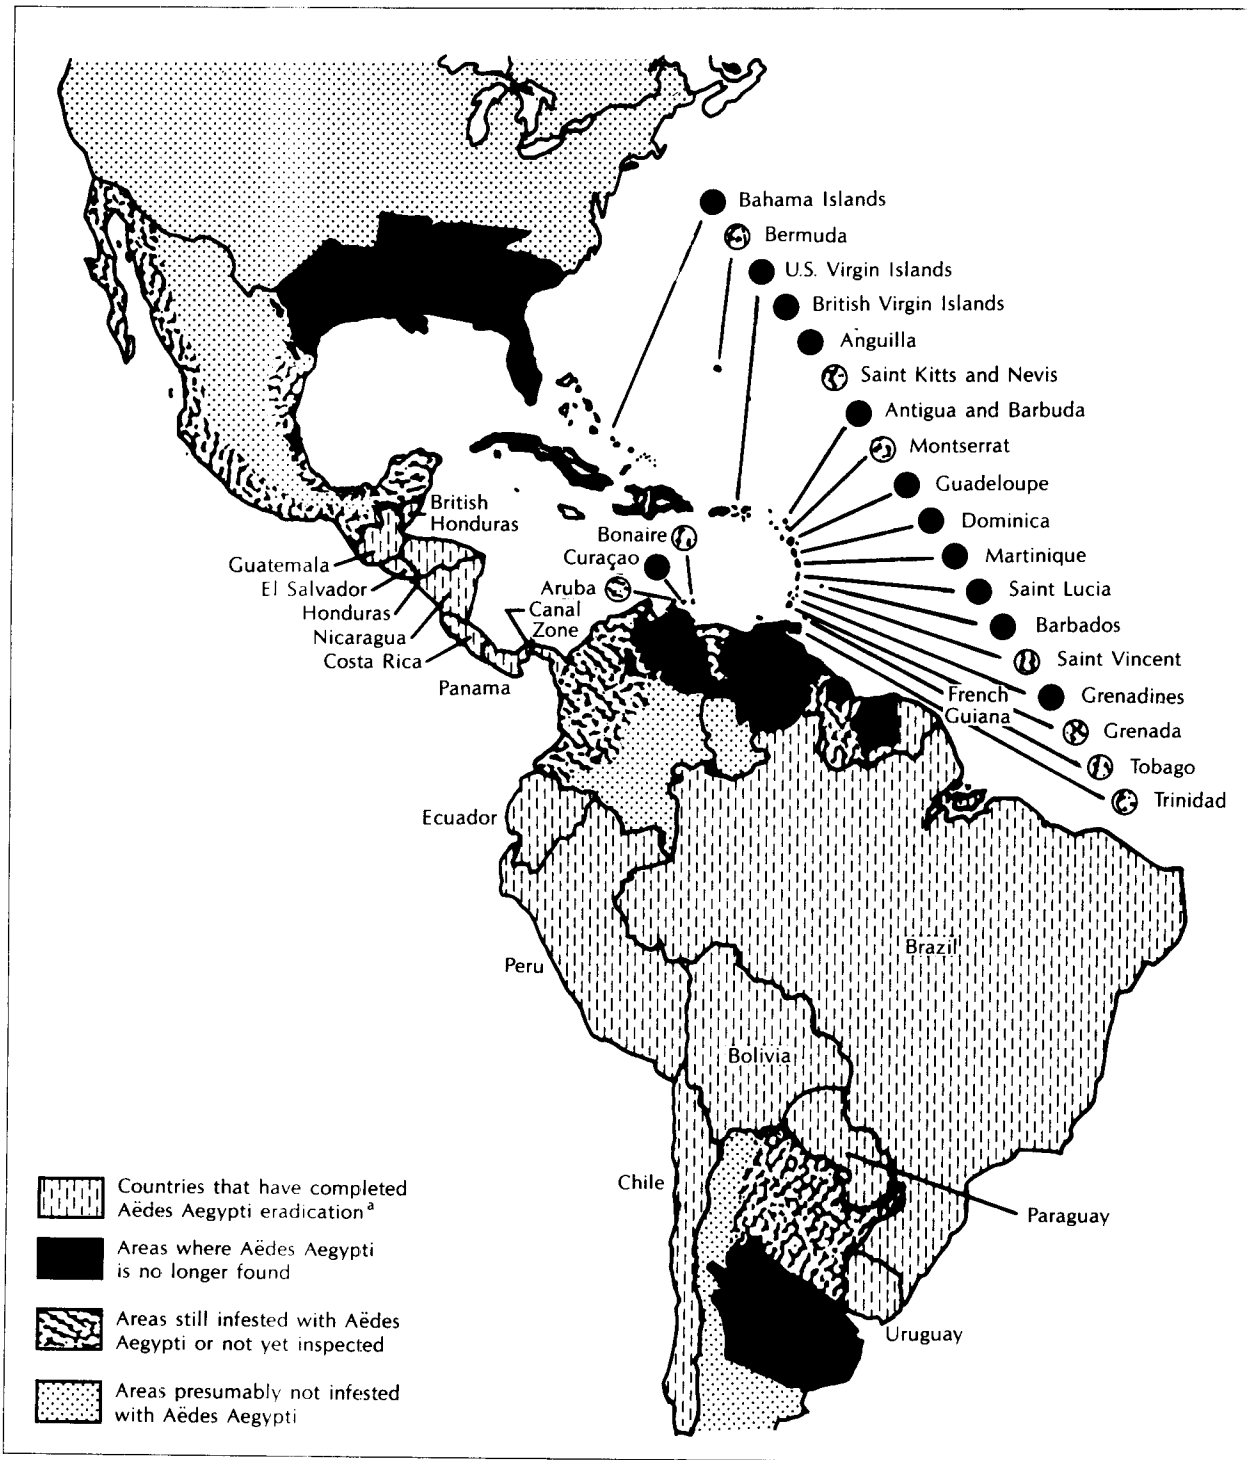 Bahama Islands
Bermuda
U.S. Virgin Islands
British Virgin Islands
Anguilla
Saint Kitts and Nevis
Antigua and Barbuda
Montserrat
Guadeloupe
Dominica
Martinique
Saint Lucia
Barbados
Saint Vincent
Grenadines
Grenada
Tobago
Trinidad
Bonaire
Curaçao
Aruba
British
Honduras
Guatemala
El Salvador
Honduras
Nicaragua
Costa Rica
Panama
Canal
Zone
French
Guiana
Ecuador
Peru
Brazil
Bolivia
Chile
Paraguay
Uruguay
Countries that have completed
Aëdes Aegypti eradicationᵃ
Areas where Aëdes Aegypti
is no longer found
Areas still infested with Aëdes
Aegypti or not yet inspected
Areas presumably not infested
with Aëdes Aegypti